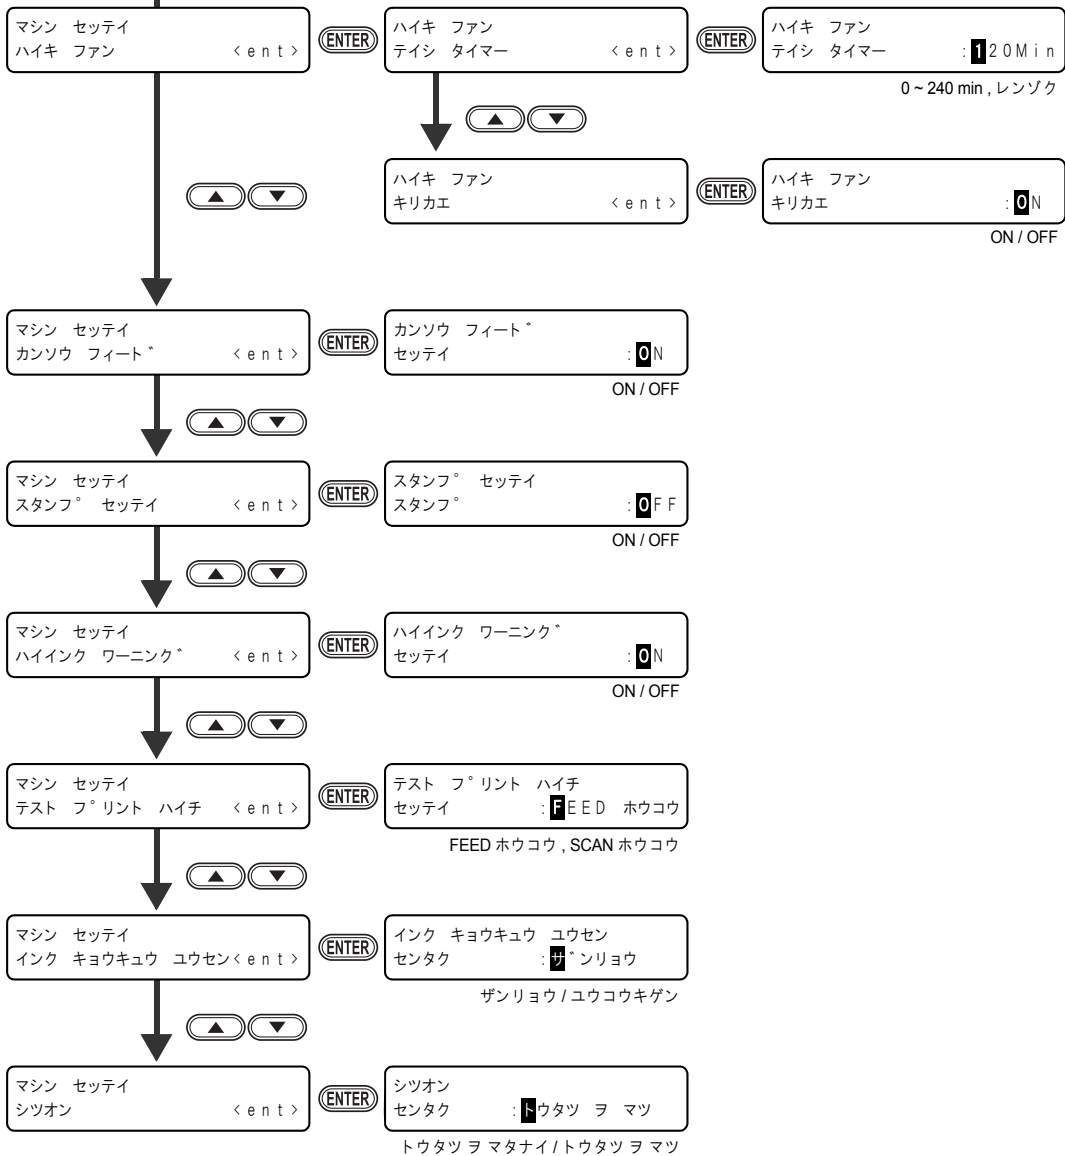 マシン セッテイ
ハイキ ファン <ent>
ENTER
ハイキ ファン
テイシ タイマー <ent>
ENTER
ハイキ ファン
テイシ タイマー :120Min
0 ~ 240 min , レンゾク
ハイキ ファン
キリカエ <ent>
ENTER
ハイキ ファン
キリカエ :ON
ON / OFF
マシン セッテイ
カンソウ フィート゛ <ent>
ENTER
カンソウ フィート゛
セッテイ :ON
ON / OFF
マシン セッテイ
スタンフ゜ セッテイ <ent>
ENTER
スタンフ゜ セッテイ
スタンフ゜ :OFF
ON / OFF
マシン セッテイ
ハイインク ワーニンク゛ <ent>
ENTER
ハイインク ワーニンク゛
セッテイ :ON
ON / OFF
マシン セッテイ
テスト フ゜リント ハイチ <ent>
ENTER
テスト フ゜リント ハイチ
セッテイ :FEED ホウコウ
FEED ホウコウ , SCAN ホウコウ
マシン セッテイ
インク キョウキュウ ユウセン<ent>
ENTER
インク キョウキュウ ユウセン
センタク :サ゛ンリョウ
ザンリョウ / ユウコウキゲン
マシン セッテイ
シツオン <ent>
ENTER
シツオン
センタク :トウタツ ヲ マツ
トウタツ ヲ マタナイ / トウタツ ヲ マツ